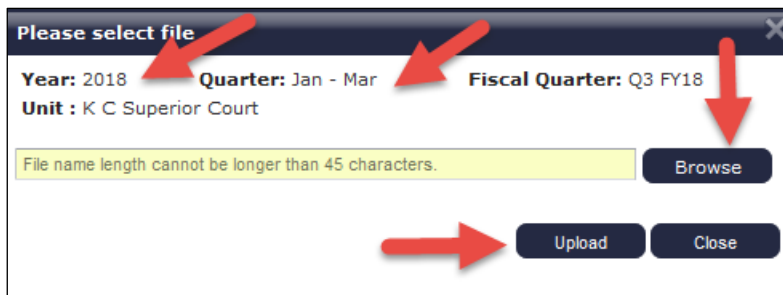 Please select file
Year: 2018 Quarter: Jan - Mar Fiscal Quarter: Q3 FY18
Unit : K C Superior Court
File name length cannot be longer than 45 characters. Browse
Upload Close